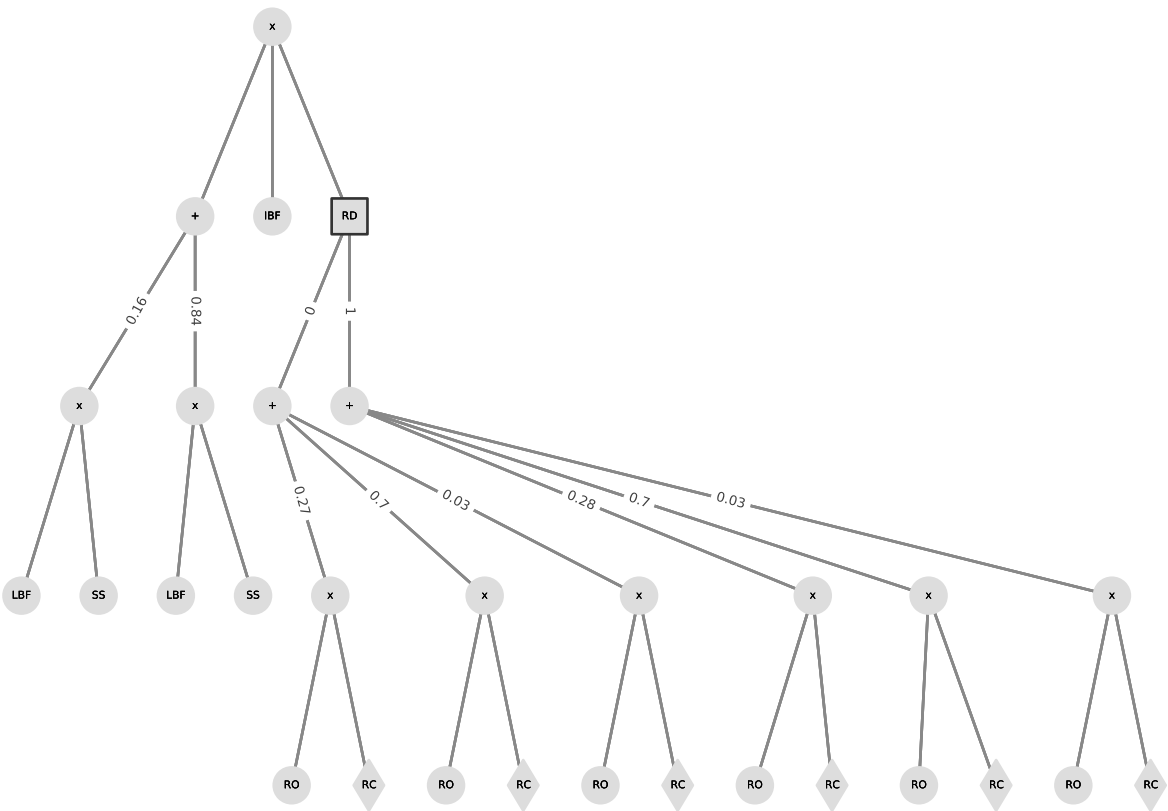 x
+ IBF RD
0.16 0.84 0 1
x x + +
0.27 0.7 0.03 0.28 0.7 0.03
LBF SS LBF SS x x x x x x
RO RC RO RC RO RC RO RC RO RC RO RC